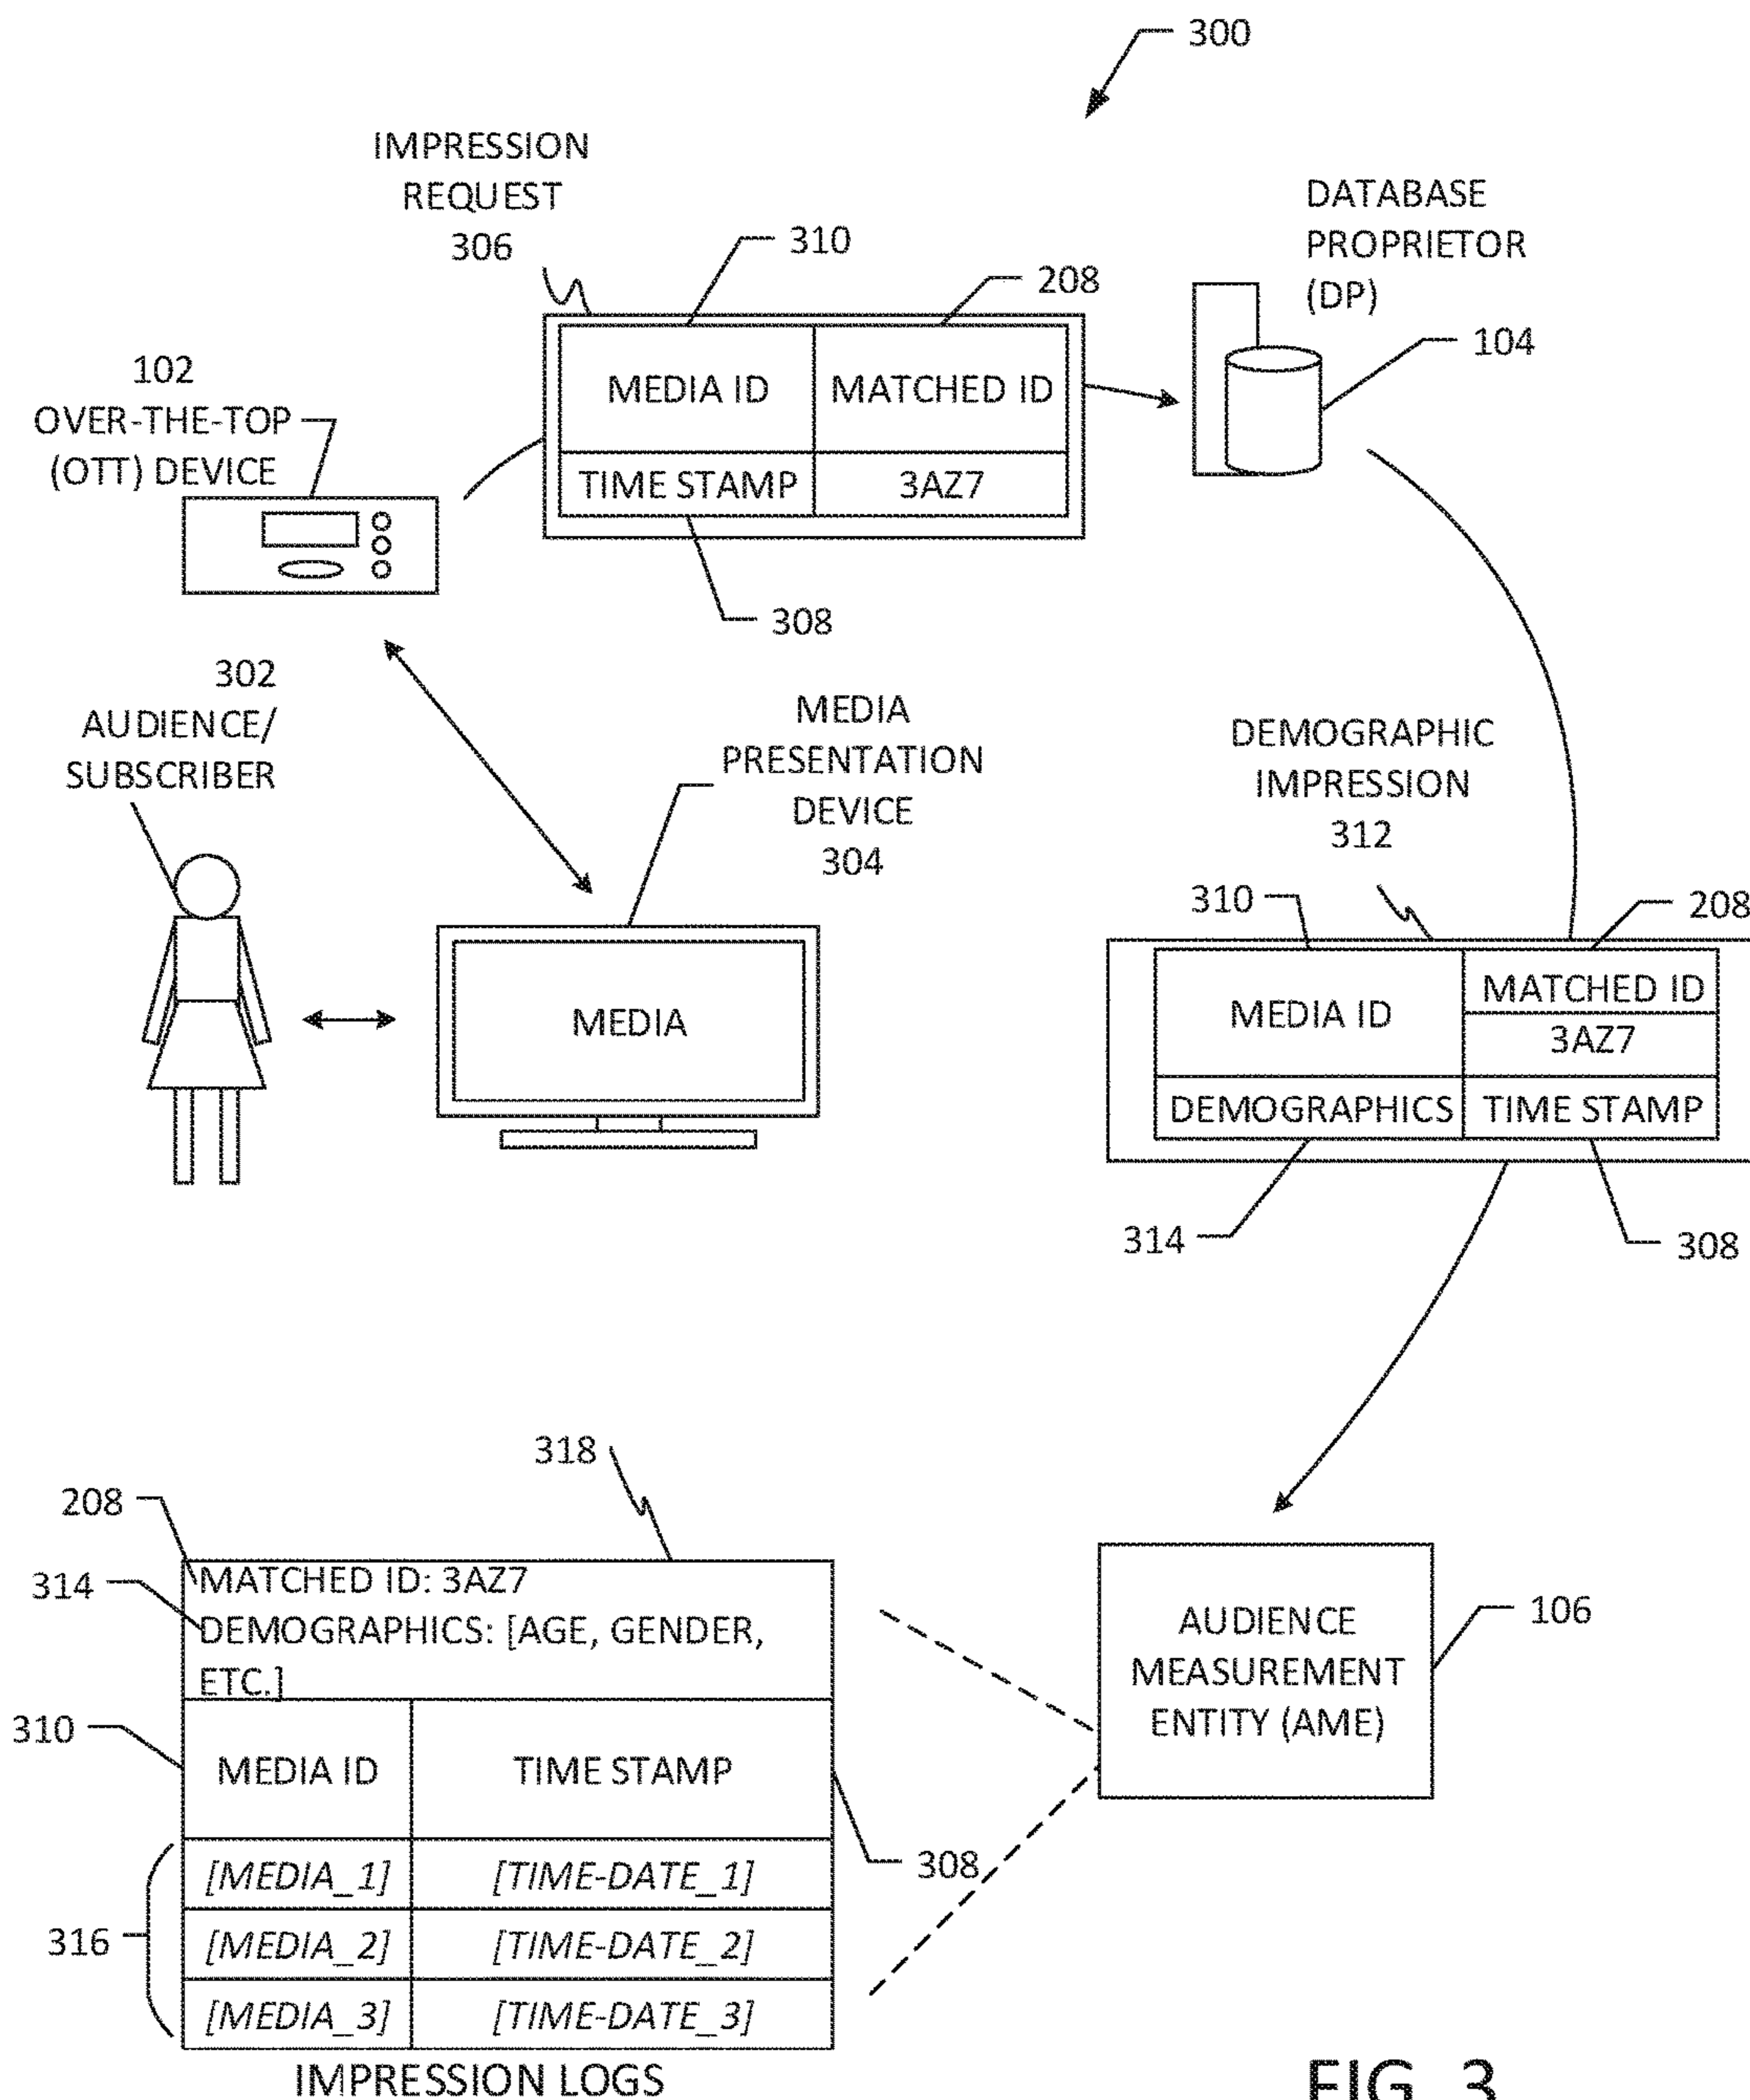 300
IMPRESSION
REQUEST
306
310
208
DATABASE
PROPRIETOR
(DP)
104
MEDIA ID
MATCHED ID
TIME STAMP
3AZ7
308
102
OVER-THE-TOP
(OTT) DEVICE
302
AUDIENCE/
SUBSCRIBER
MEDIA
PRESENTATION
DEVICE
304
MEDIA
DEMOGRAPHIC
IMPRESSION
312
310
208
MEDIA ID
MATCHED ID
3AZ7
DEMOGRAPHICS
TIME STAMP
314
308
318
208
314
MATCHED ID: 3AZ7
DEMOGRAPHICS: [AGE, GENDER,
ETC.]
310
MEDIA ID
TIME STAMP
308
316
[MEDIA_1]
[TIME-DATE_1]
[MEDIA_2]
[TIME-DATE_2]
[MEDIA_3]
[TIME-DATE_3]
IMPRESSION LOGS
AUDIENCE
MEASUREMENT
ENTITY (AME)
106
FIG. 3